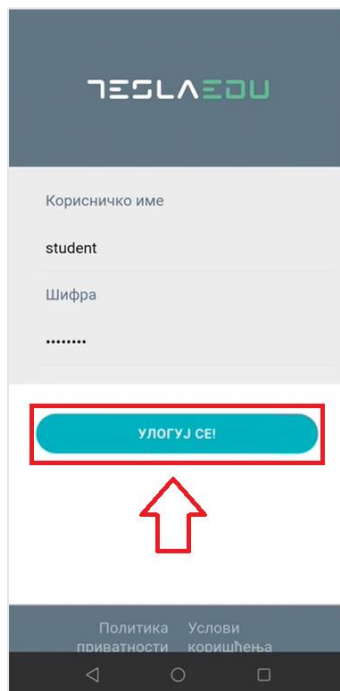 TESLAEDU
Корисничко име
student
Шифра
••••••••
УЛОГУЈ СЕ!
Политика приватности
Услови коришћења